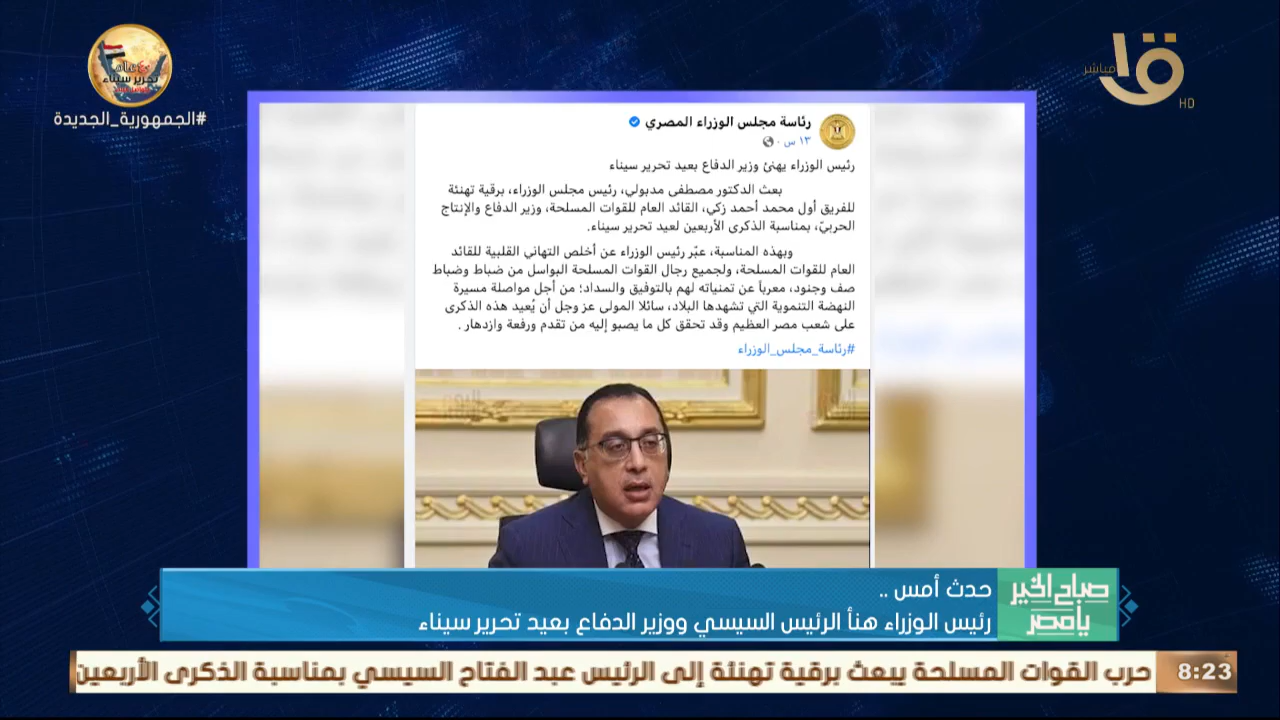 مباشر
HD
تحرير سيناء
#الجمهورية_الجديدة
رئاسة مجلس الوزراء المصري
١٣ س
رئيس الوزراء يهنئ وزير الدفاع بعيد تحرير سيناء
بعث الدكتور مصطفى مدبولي، رئيس مجلس الوزراء، برقية تهنئة
للفريق أول محمد أحمد زكي، القائد العام للقوات المسلحة، وزير الدفاع والإنتاج
الحربيّ، بمناسبة الذكرى الأربعين لعيد تحرير سيناء.
وبهذه المناسبة، عبّر رئيس الوزراء عن أخلص التهاني القلبية للقائد
العام للقوات المسلحة، ولجميع رجال القوات المسلحة البواسل من ضباط وضباط
صف وجنود، معرباً عن تمنياته لهم بالتوفيق والسداد؛ من أجل مواصلة مسيرة
النهضة التنموية التي تشهدها البلاد، سائلا المولى عز وجل أن يُعيد هذه الذكرى
على شعب مصر العظيم وقد تحقق كل ما يصبو إليه من تقدم ورفعة وازدهار .
#رئاسة_مجلس_الوزراء
صباح الخير
يا مصر
حدث أمس ..
رئيس الوزراء هنأ الرئيس السيسي ووزير الدفاع بعيد تحرير سيناء
8:23
حرب القوات المسلحة يبعث برقية تهنئة إلى الرئيس عبد الفتاح السيسي بمناسبة الذكرى الأربعين